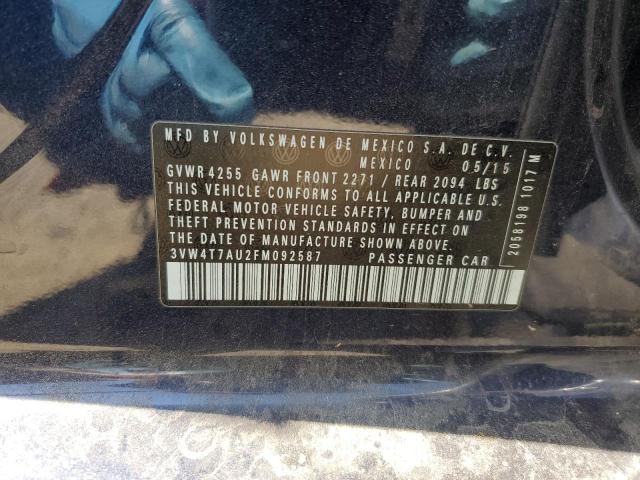 MFD BY VOLKSWAGEN DE MEXICO S.A. DE C.V.
MEXICO 05/15
GVWR 4255 GAWR FRONT 2271 / REAR 2094 LBS
THIS VEHICLE CONFORMS TO ALL APPLICABLE U.S.
FEDERAL MOTOR VEHICLE SAFETY, BUMPER AND
THEFT PREVENTION STANDARDS IN EFFECT ON
THE DATE OF MANUFACTURE SHOWN ABOVE.
3VW4T7AU2FM092587 PASSENGER CAR
2058198 1017 M